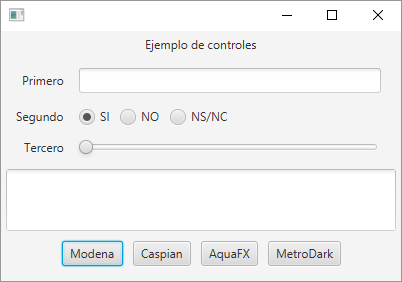 Ejemplo de controles
Primero
Segundo SI NO NS/NC
Tercero
Modena Caspian AquaFX MetroDark